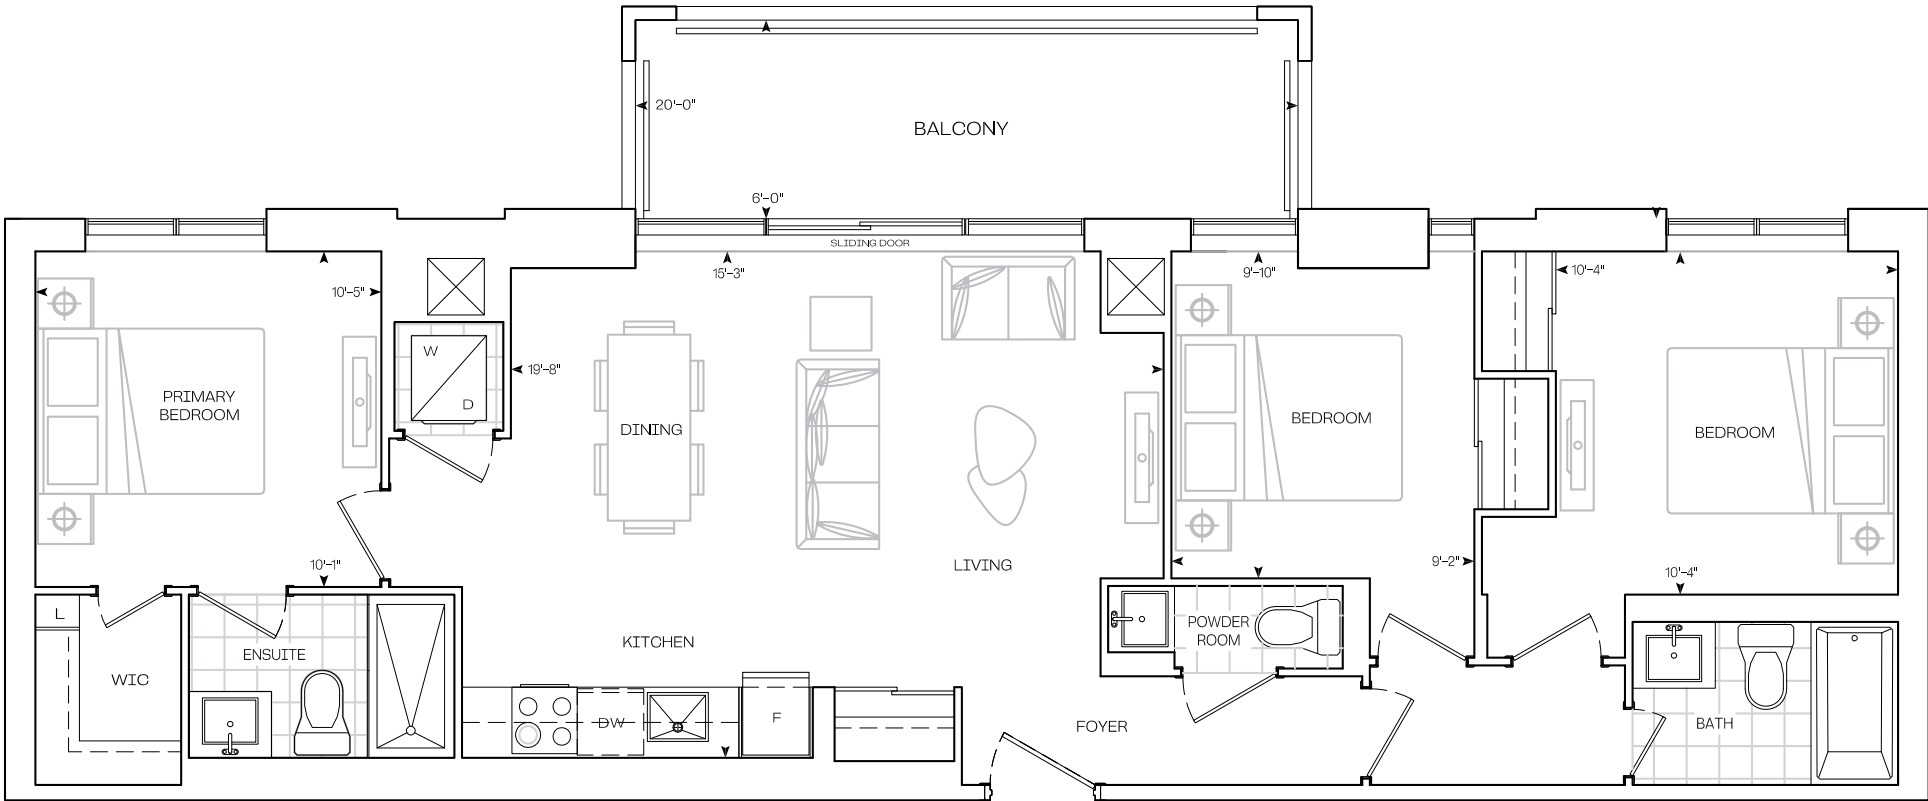 20'-0"
BALCONY
6'-0"
SLIDING DOOR
10'-5"
15'-3"
9'-10"
10'-4"
W
D
19'-8"
PRIMARY
BEDROOM
DINING
BEDROOM
BEDROOM
10'-1"
LIVING
9'-2"
10'-4"
L
WIC
ENSUITE
KITCHEN
POWDER
ROOM
DW
F
FOYER
BATH